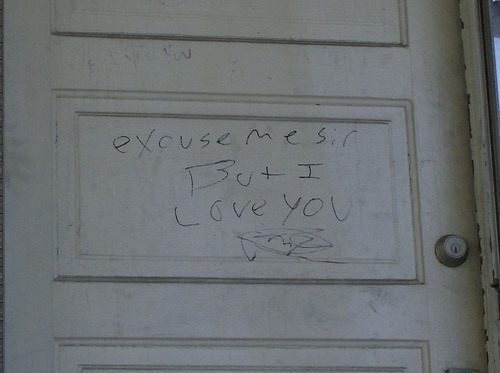 excuse me sir
But I
Love you